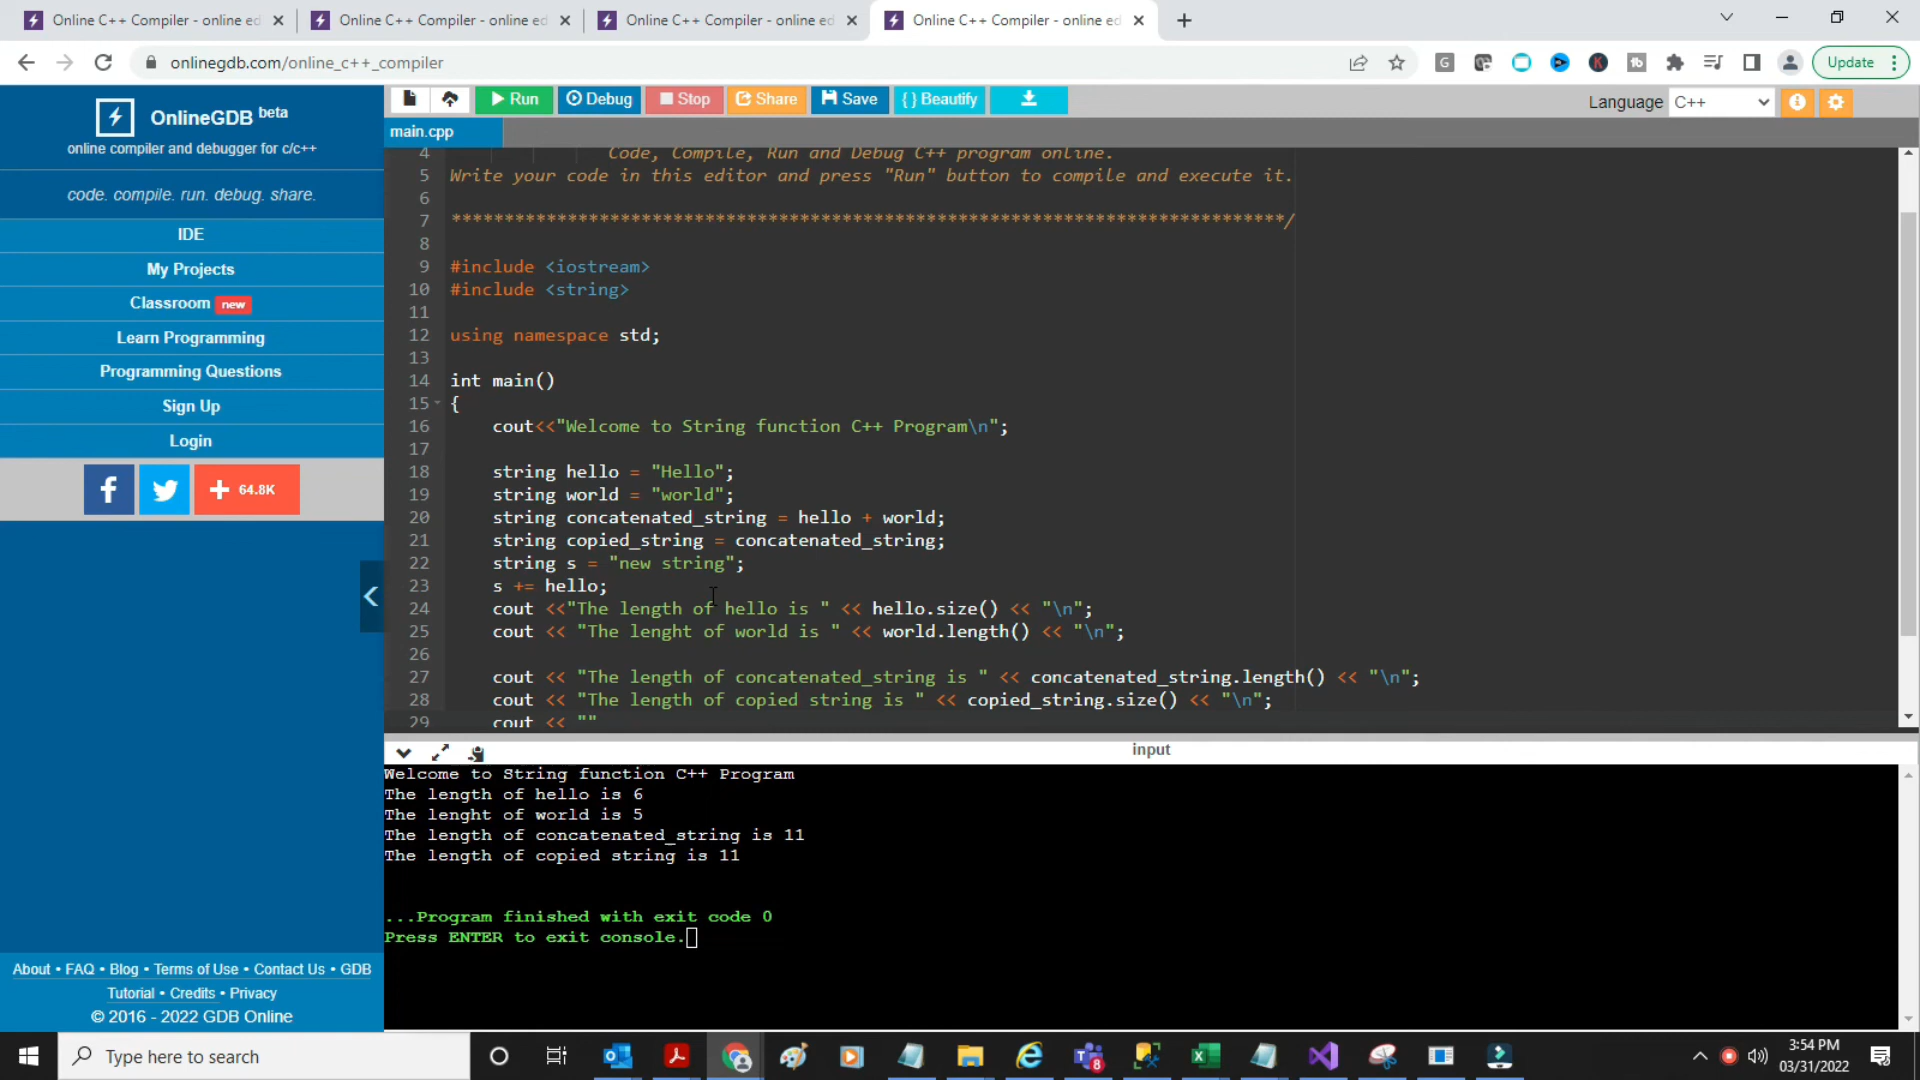 Online C++ Compiler - online ed
Online C++ Compiler - online ed
Online C++ Compiler - online ed
Online C++ Compiler - online ed
onlinegdb.com/online_c++_compiler
Update
OnlineGDB beta
online compiler and debugger for c/c++
code. compile. run. debug. share.
IDE
My Projects
Classroom new
Learn Programming
Programming Questions
Sign Up
Login
64.8K
About • FAQ • Blog • Terms of Use • Contact Us • GDB
Tutorial • Credits • Privacy
© 2016 - 2022 GDB Online
Run Debug Stop Share Save { } Beautify
Language C++
main.cpp
4 Code, Compile, Run and Debug C++ program online.
5 Write your code in this editor and press "Run" button to compile and execute it.
6
7 *******************************************************************************/
8
9 #include <iostream>
10 #include <string>
11
12 using namespace std;
13
14 int main()
15 {
16 cout<<"Welcome to String function C++ Program\n";
17
18 string hello = "Hello";
19 string world = "world";
20 string concatenated_string = hello + world;
21 string copied_string = concatenated_string;
22 string s = "new string";
23 s += hello;
24 cout <<"The length of hello is " << hello.size() << "\n";
25 cout << "The lenght of world is " << world.length() << "\n";
26
27 cout << "The length of concatenated_string is " << concatenated_string.length() << "\n";
28 cout << "The length of copied string is " << copied_string.size() << "\n";
29 cout << ""
input
Welcome to String function C++ Program
The length of hello is 6
The lenght of world is 5
The length of concatenated_string is 11
The length of copied string is 11
...Program finished with exit code 0
Press ENTER to exit console.
Type here to search
3:54 PM
03/31/2022